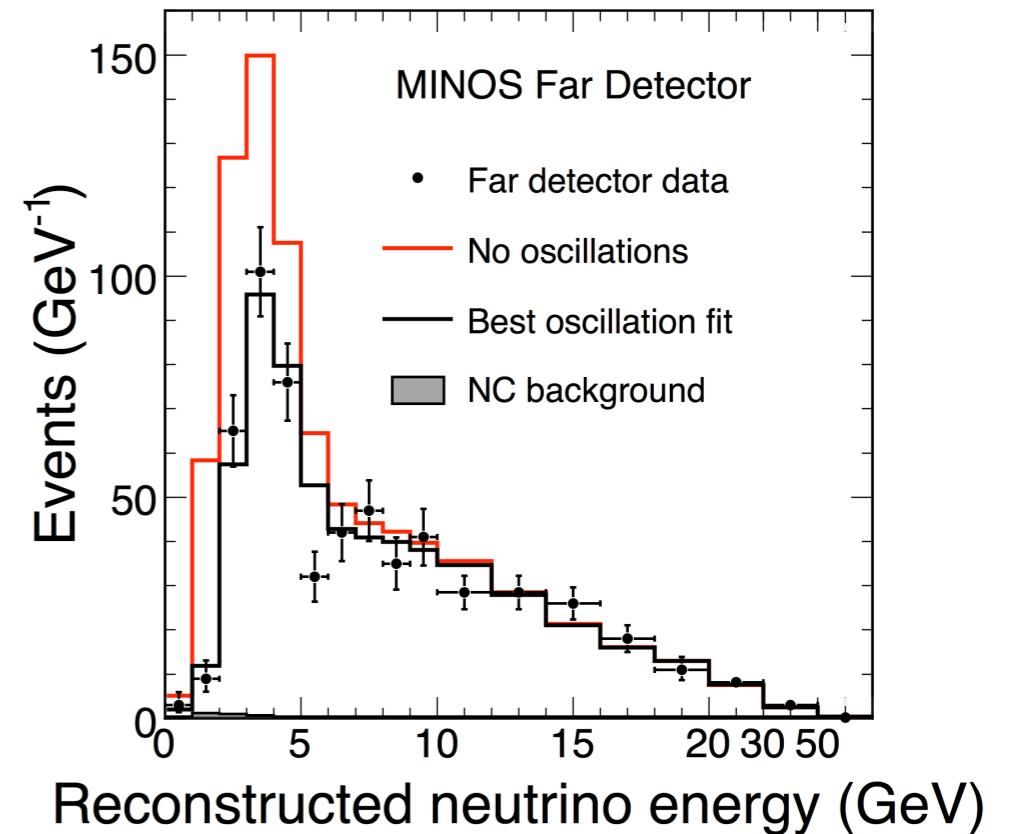 MINOS Far Detector
Far detector data
No oscillations
Best oscillation fit
NC background
Events (GeV⁻¹)
150
100
50
0
0 5 10 15 20 30 50
Reconstructed neutrino energy (GeV)